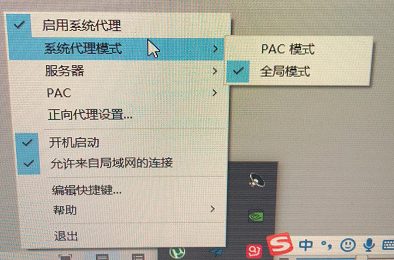 启用系统代理
系统代理模式
PAC 模式
全局模式
服务器
PAC
正向代理设置...
开机启动
允许来自局域网的连接
编辑快捷键...
帮助
退出
S 中